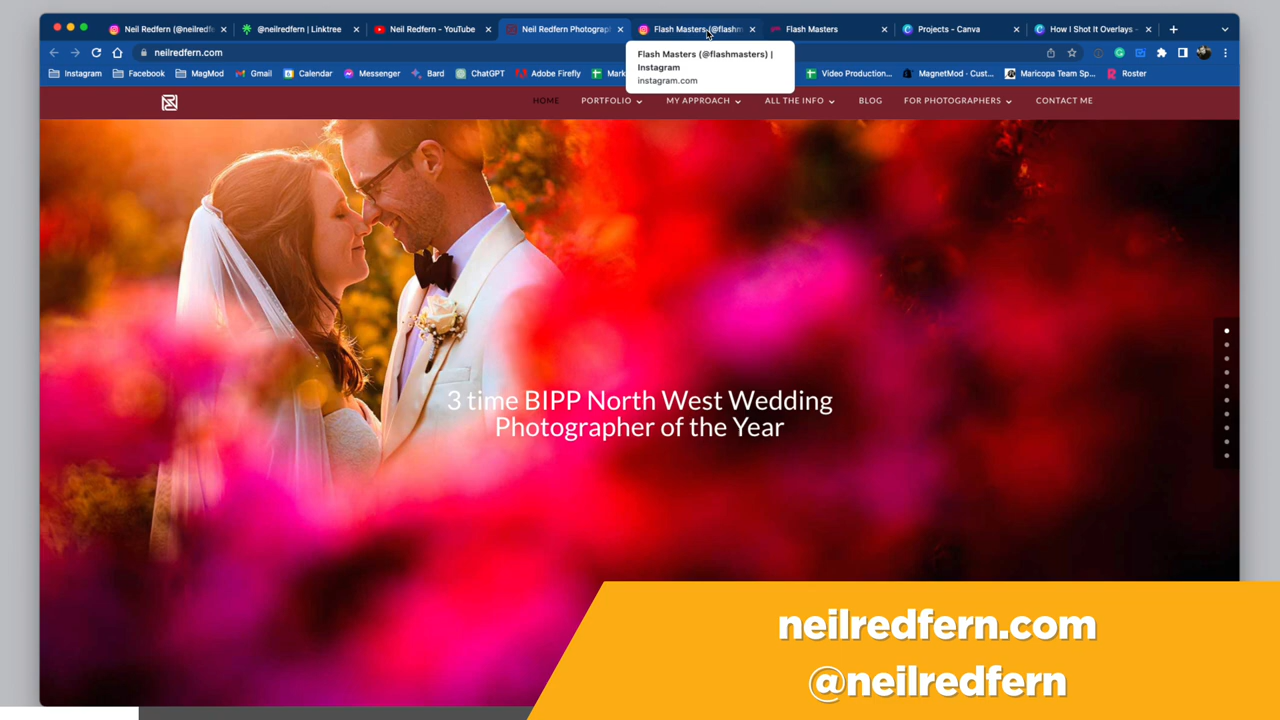 Neil Redfern (@neilredf
@neilredfern | Linktree
Neil Redfern - YouTube
Neil Redfern Photograp
Flash Masters (@flashm
Flash Masters
Projects - Canva
How I Shot It Overlays -
neilredfern.com
Flash Masters (@flashmasters) |
Instagram
instagram.com
Instagram
Facebook
MagMod
Gmail
Calendar
Messenger
Bard
ChatGPT
Adobe Firefly
Mark
Video Production...
MagnetMod - Cust...
Maricopa Team Sp...
Roster
HOME
PORTFOLIO
MY APPROACH
ALL THE INFO
BLOG
FOR PHOTOGRAPHERS
CONTACT ME
3 time BIPP North West Wedding
Photographer of the Year
neilredfern.com
@neilredfern